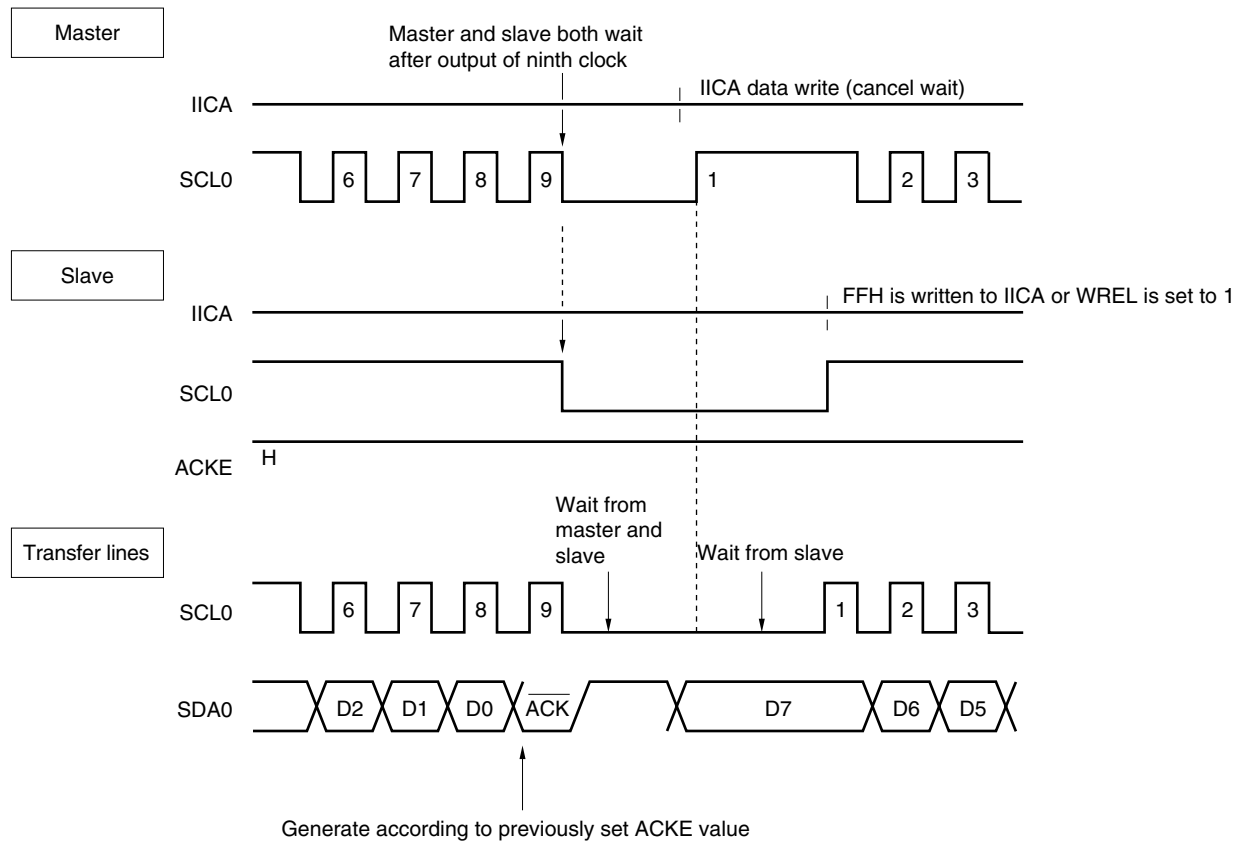 Master
Master and slave both wait
after output of ninth clock
IICA data write (cancel wait)
IICA
SCL0
6 7 8 9 1 2 3
Slave
FFH is written to IICA or WREL is set to 1
IICA
SCL0
H
ACKE
Wait from
master and
slave
Wait from slave
Transfer lines
SCL0
6 7 8 9 1 2 3
SDA0
D2 D1 D0 ACK D7 D6 D5
Generate according to previously set ACKE value